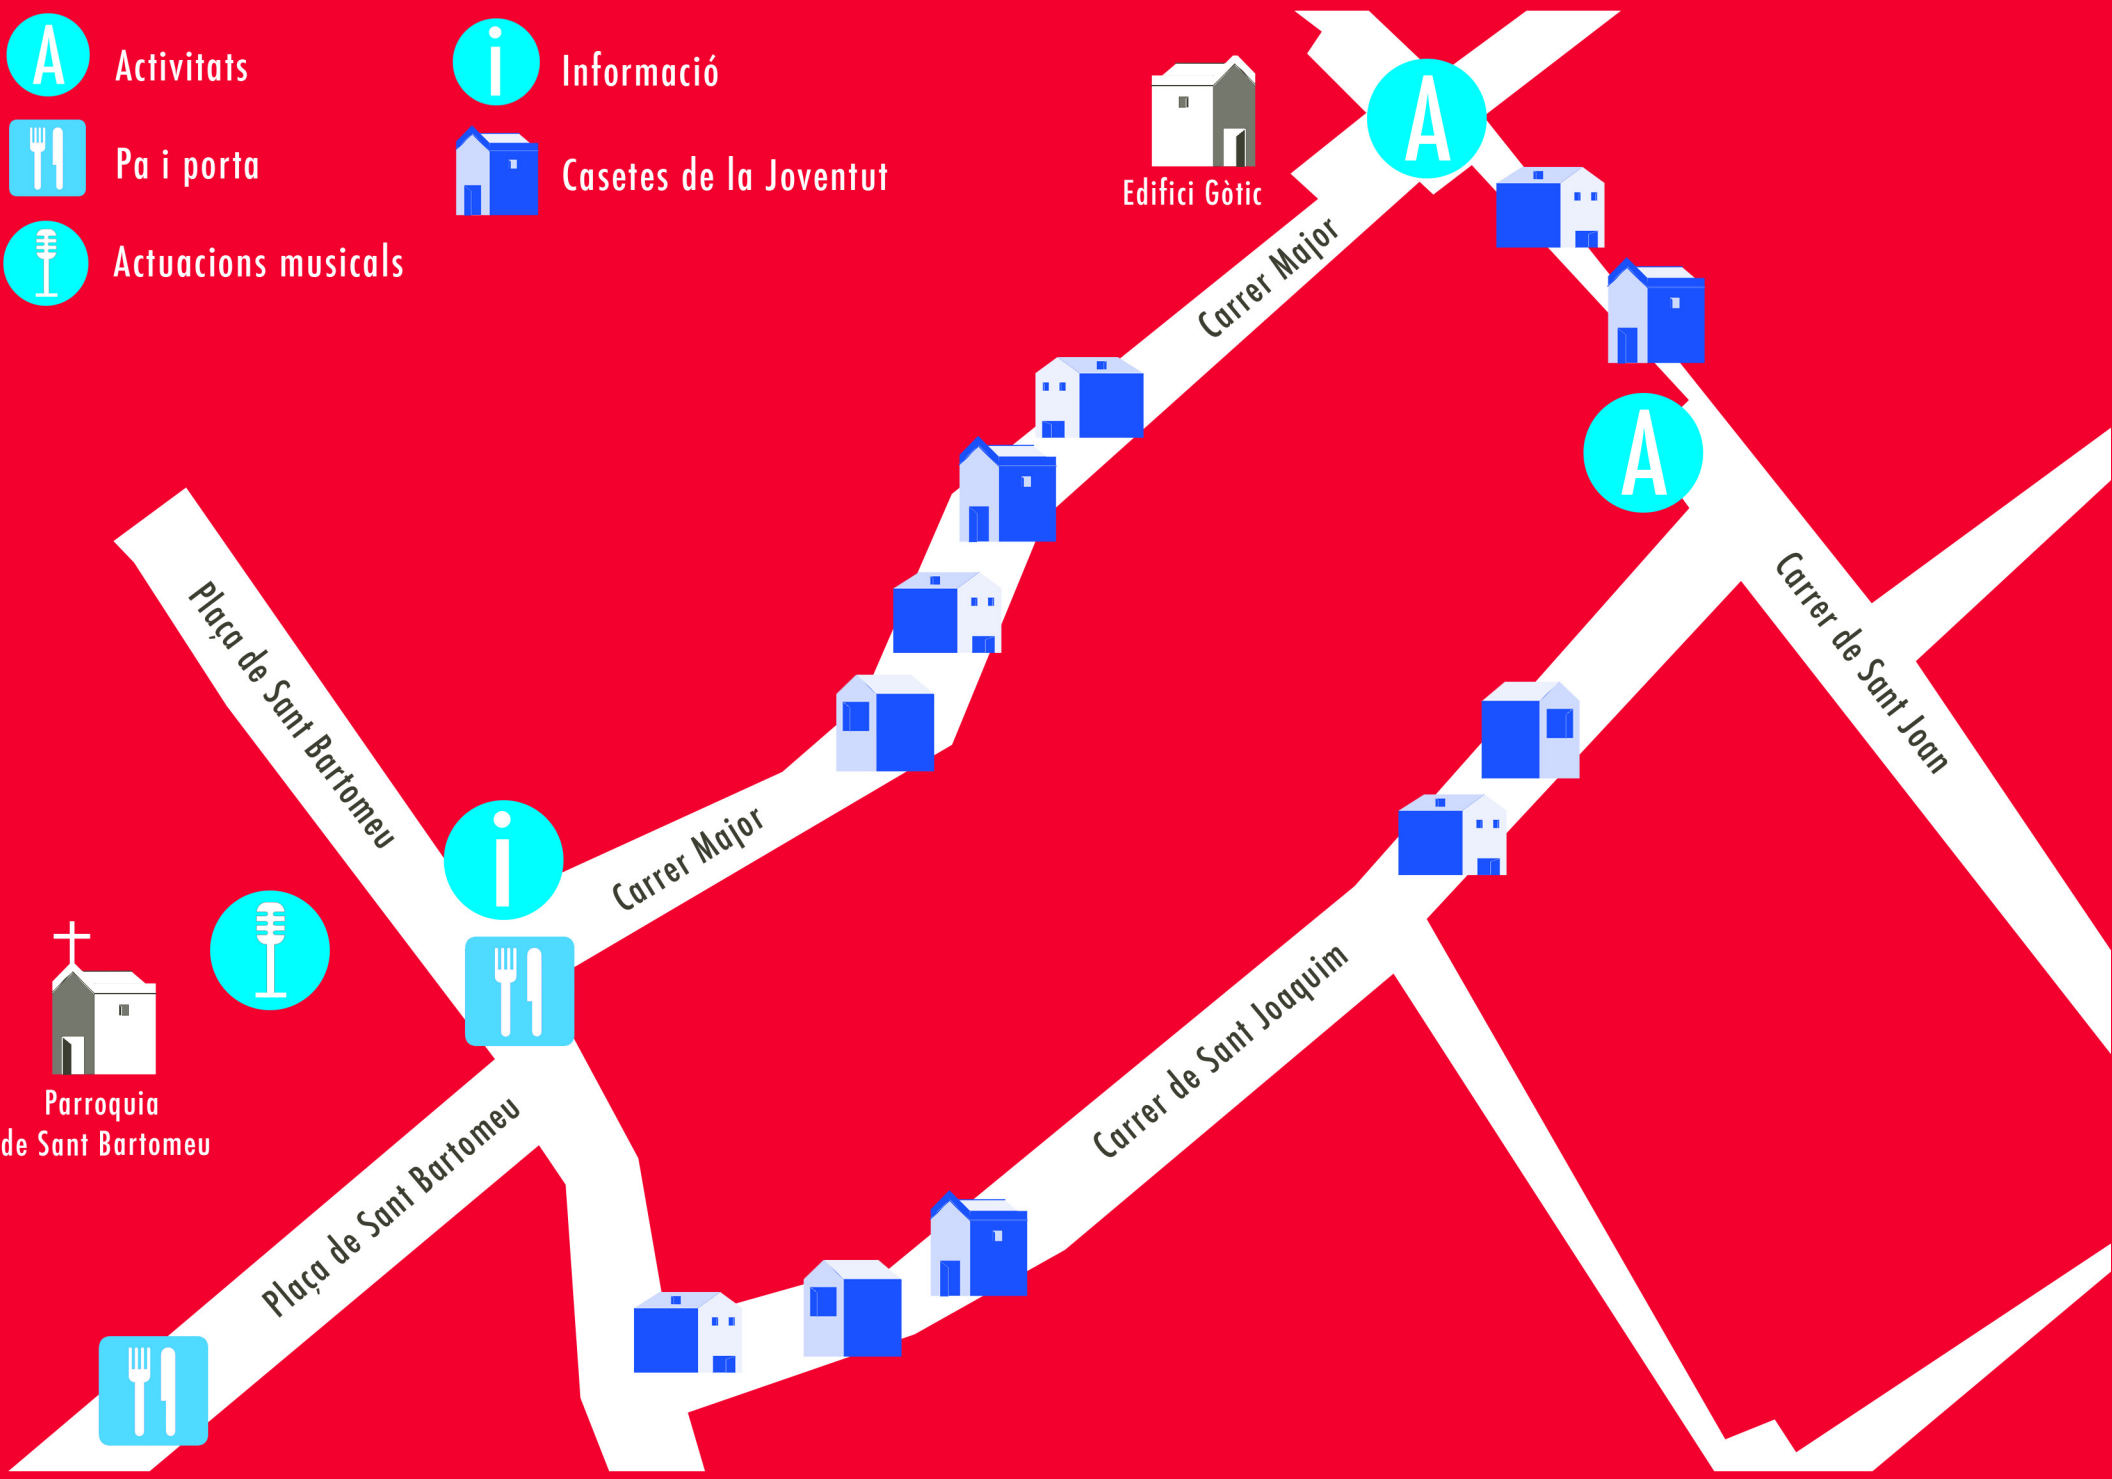 A
Activitats
i
Informació
Pa i porta
Casetes de la Joventut
Actuacions musicals
A
Edifici Gòtic
Carrer Major
A
Plaça de Sant Bartomeu
Carrer de Sant Joan
i
Carrer Major
Carrer de Sant Joaquim
Parroquia
de Sant Bartomeu
Plaça de Sant Bartomeu